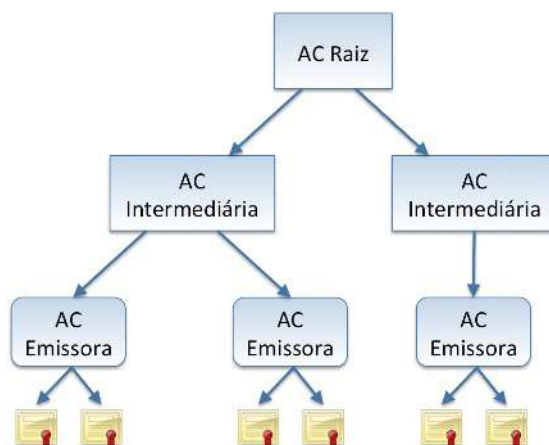 AC Raiz
AC
Intermediária
AC
Intermediária
AC
Emissora
AC
Emissora
AC
Emissora